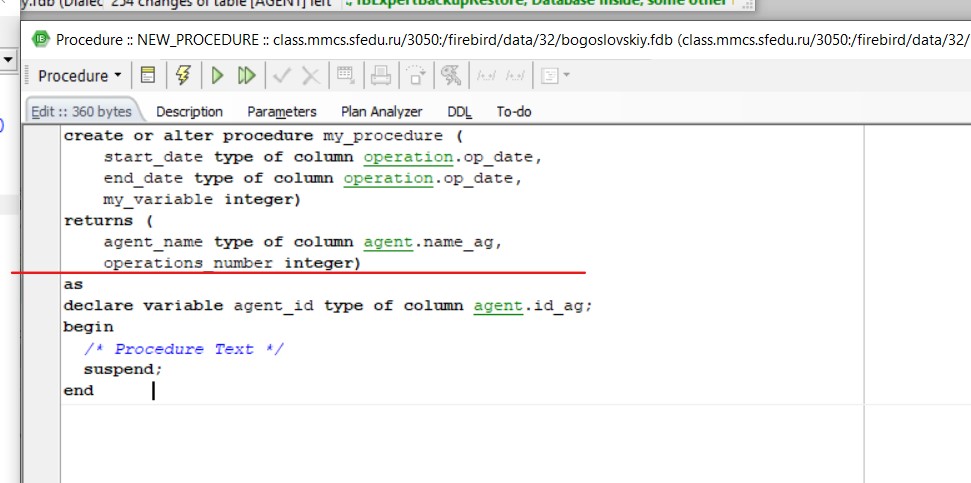 y.fdb (Dialec 254 changes of table [AGENT] left
IBExpertBackupRestore, Database Inside, some other
Procedure :: NEW_PROCEDURE :: class.mmcs.sfedu.ru/3050:/firebird/data/32/bogoslovskiy.fdb (class.mmcs.sfedu.ru/3050:/firebird/data/32/
Procedure
Edit :: 360 bytes Description Parameters Plan Analyzer DDL To-do
create or alter procedure my_procedure (
start_date type of column operation.op_date,
end_date type of column operation.op_date,
my_variable integer)
returns (
agent_name type of column agent.name_ag,
operations_number integer)
as
declare variable agent_id type of column agent.id_ag;
begin
/* Procedure Text */
suspend;
end